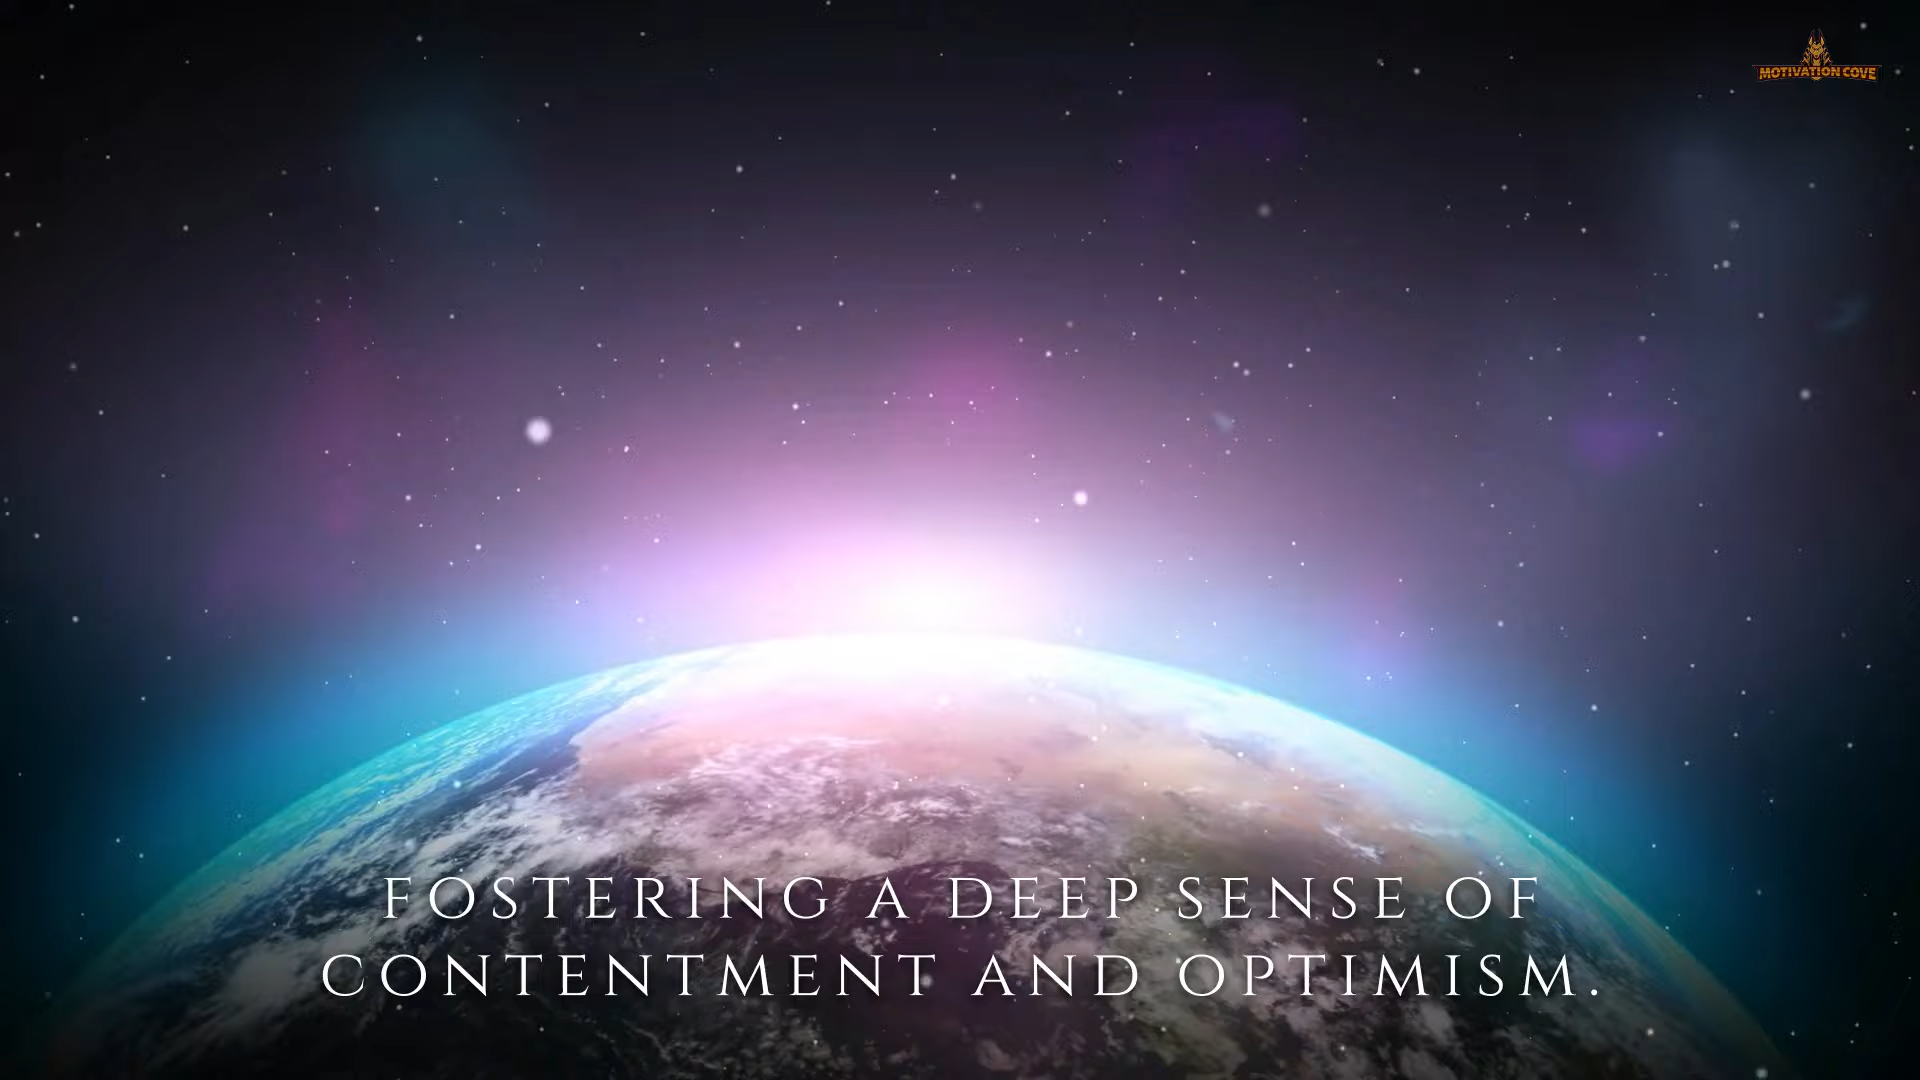 MOTIVATION COVE
FOSTERING A DEEP SENSE OF
CONTENTMENT AND OPTIMISM.